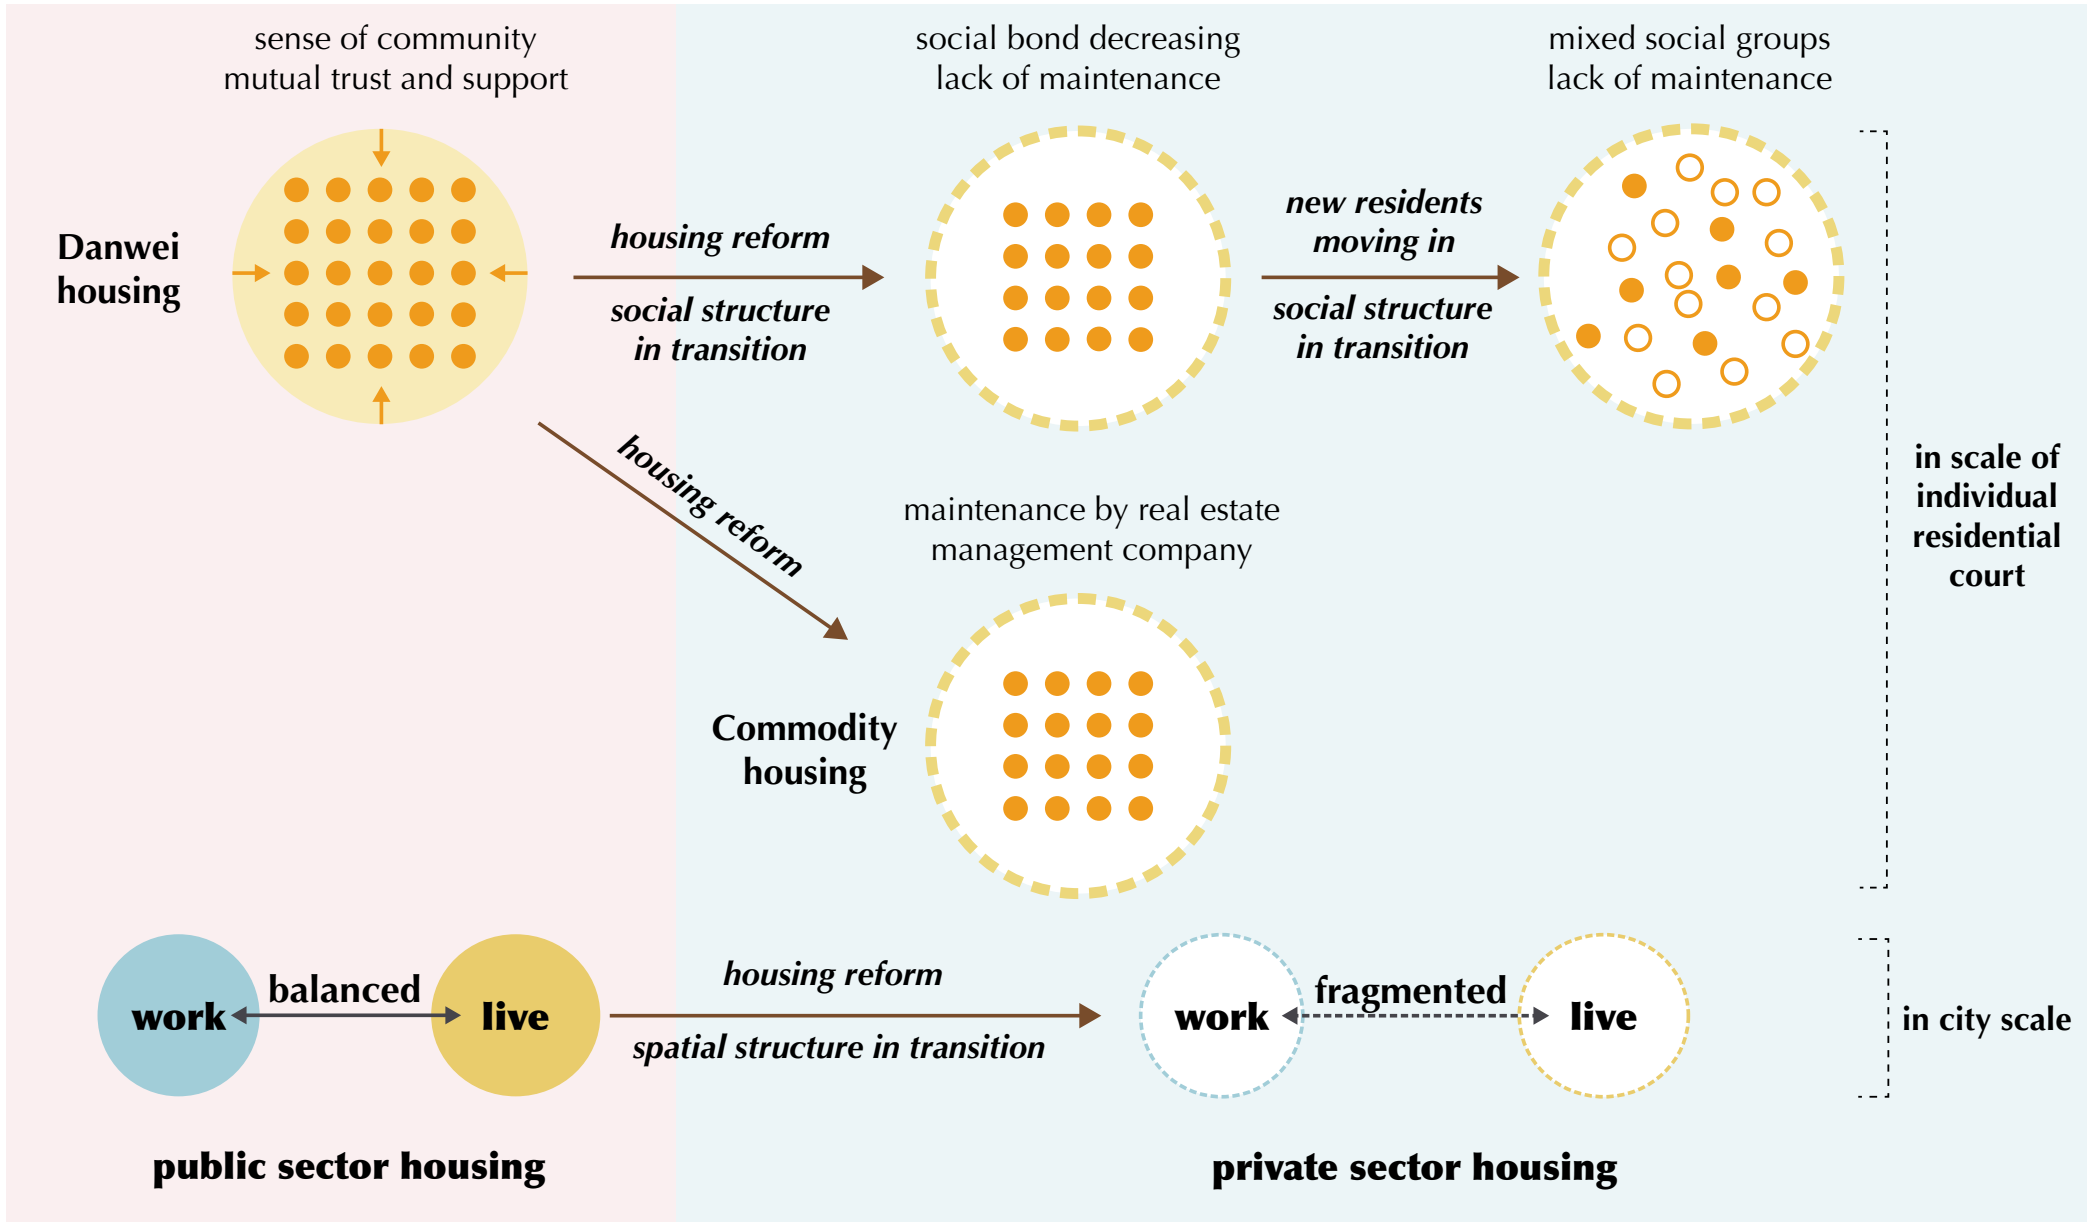 sense of community
mutual trust and support
social bond decreasing
lack of maintenance
mixed social groups
lack of maintenance
Danwei
housing
housing reform
social structure
in transition
new residents
moving in
social structure
in transition
housing reform
maintenance by real estate
management company
Commodity
housing
in scale of
individual
residential
court
work
balanced
live
housing reform
spatial structure in transition
work
fragmented
live
in city scale
public sector housing
private sector housing